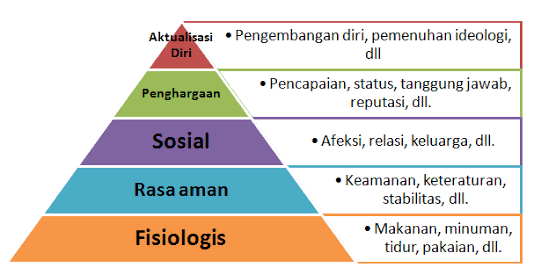 Aktualisasi
Diri
• Pengembangan diri, pemenuhan ideologi,
dll
Penghargaan
• Pencapaian, status, tanggung jawab,
reputasi, dll.
Sosial
• Afeksi, relasi, keluarga, dll.
Rasa aman
• Keamanan, keteraturan,
stabilitas, dll.
Fisiologis
• Makanan, minuman,
tidur, pakaian, dll.